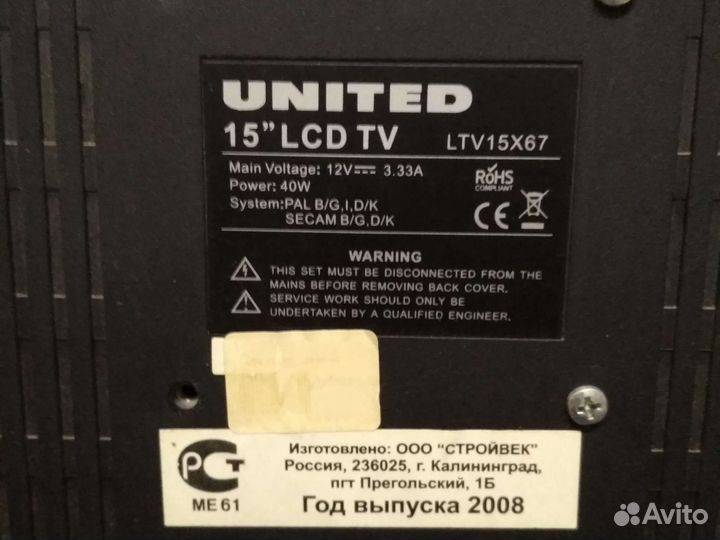 UNITED
15" LCD TV LTV15X67
Main Voltage: 12V 3.33A
Power: 40W
System:PAL B/G,I,D/K
SECAM B/G,D/K
RoHS
COMPLIANT
CE
WARNING
THIS SET MUST BE DISCONNECTED FROM THE
MAINS BEFORE REMOVING BACK COVER.
SERVICE WORK SHOULD ONLY BE
UNDERTAKEN BY A QUALIFIED ENGINEER.
РСТ
МЕ61
Изготовлено: ООО "СТРОЙВЕК"
Россия, 236025, г. Калининград,
пгт Прегольский, 1Б
Год выпуска 2008
Avito